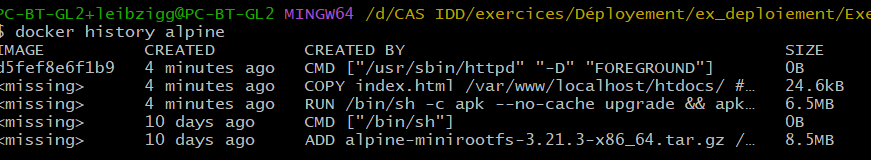 PC-BT-GL2+leibzigg@PC-BT-GL2 MINGW64 /d/CAS IDD/exercices/Déployement/ex_deploiement/Exe
$ docker history alpine
IMAGE CREATED CREATED BY SIZE
d5fef8e6f1b9 4 minutes ago CMD ["/usr/sbin/httpd" "-D" "FOREGROUND"] 0B
<missing> 4 minutes ago COPY index.html /var/www/localhost/htdocs/ #… 24.6kB
<missing> 4 minutes ago RUN /bin/sh -c apk --no-cache upgrade && apk… 6.5MB
<missing> 10 days ago CMD ["/bin/sh"] 0B
<missing> 10 days ago ADD alpine-minirootfs-3.21.3-x86_64.tar.gz /… 8.5MB